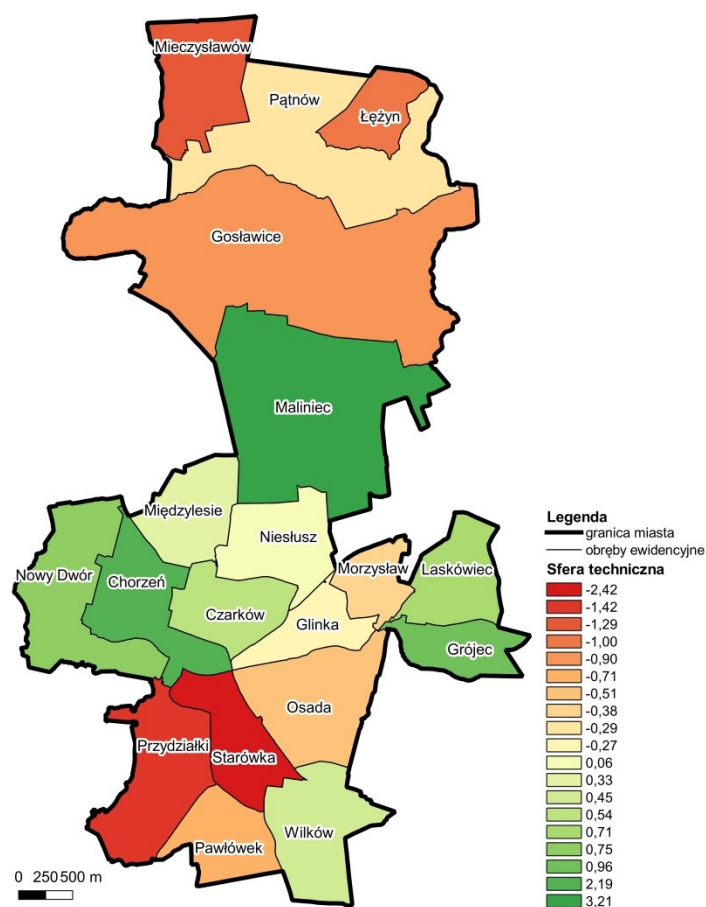 Mieczysławów
Pątnów
Łężyn
Gosławice
Maliniec
Międzylesie
Niesłusz
Morzysław
Laskówiec
Nowy Dwór
Chorzeń
Czarków
Glinka
Grójec
Osada
Przydziałki
Starówka
Pawłówek
Wilków
0 250 500 m
Legenda
granica miasta
obręby ewidencyjne
Sfera techniczna
-2,42
-1,42
-1,29
-1,00
-0,90
-0,71
-0,51
-0,38
-0,29
-0,27
0,06
0,33
0,45
0,54
0,71
0,75
0,96
2,19
3,21